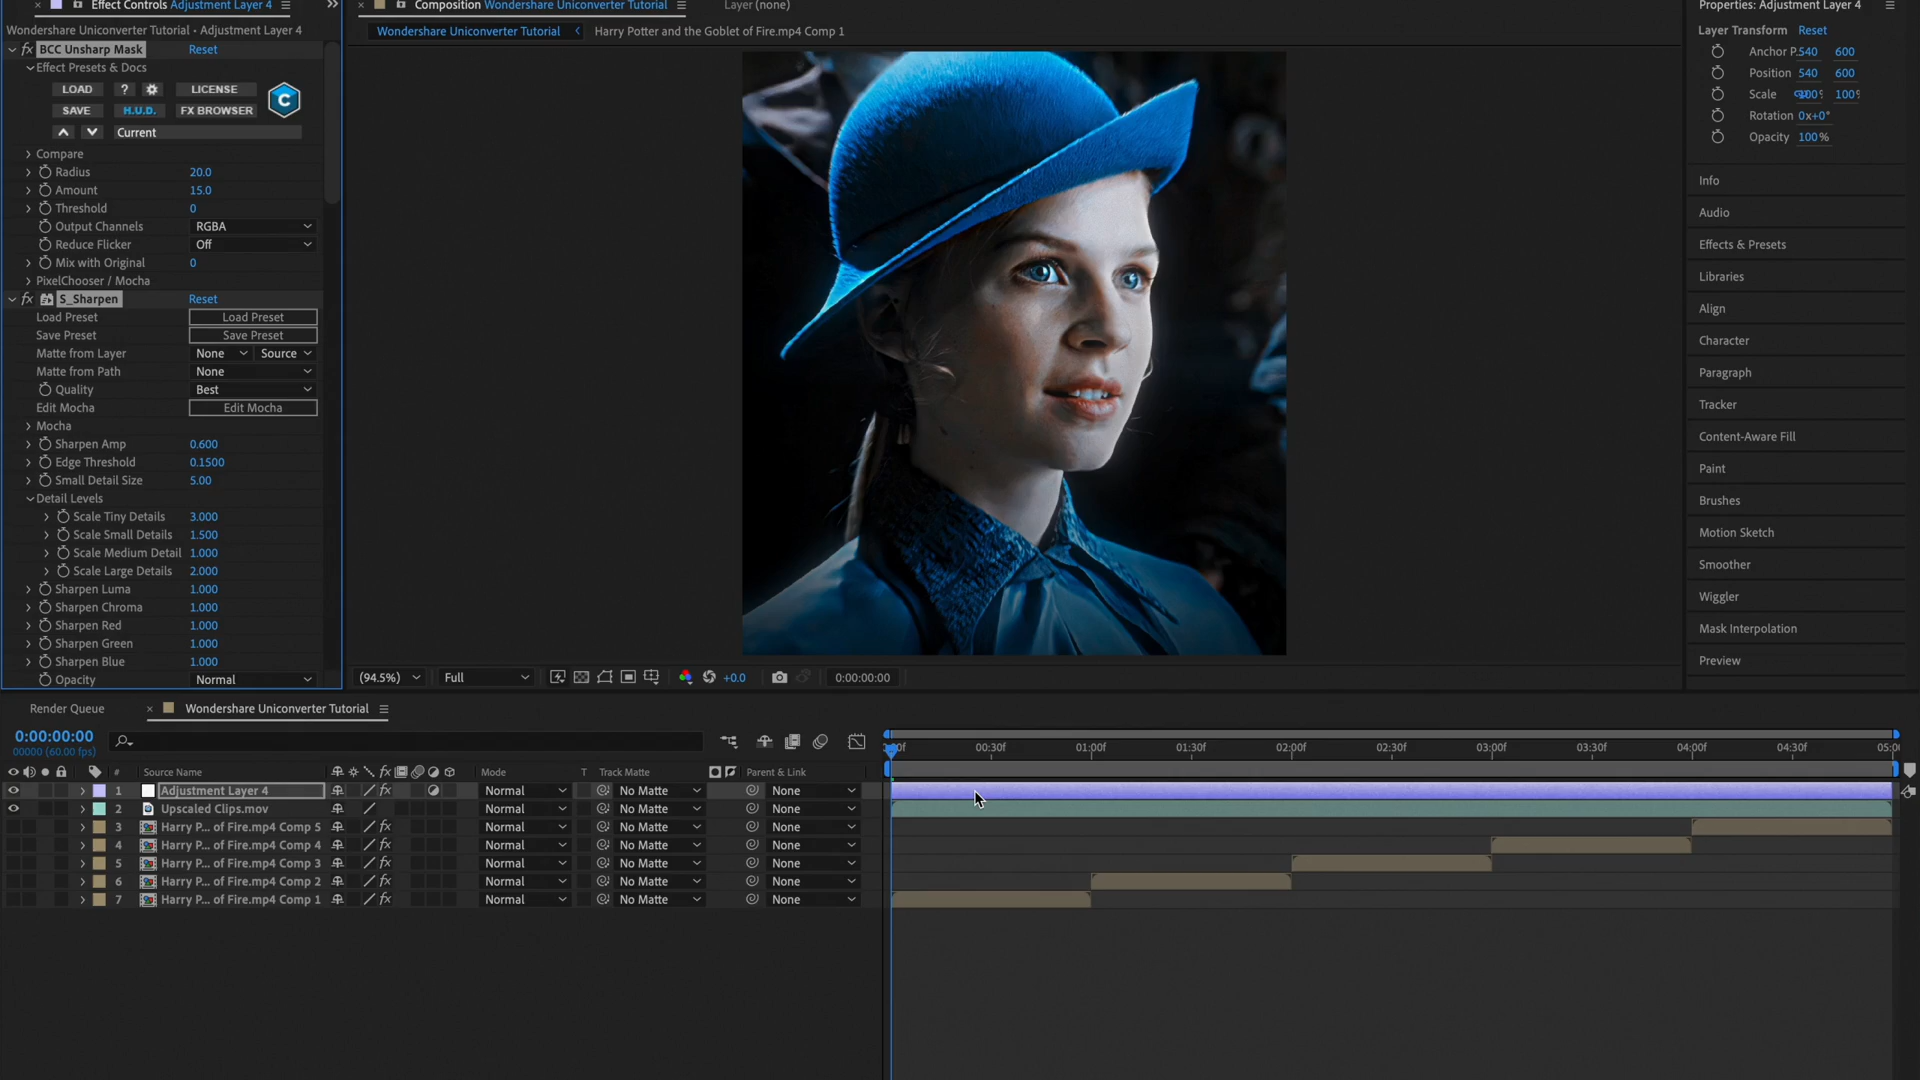 Effect Controls Adjustment Layer 4
Wondershare Uniconverter Tutorial • Adjustment Layer 4
fx BCC Unsharp Mask Reset
Effect Presets & Docs
LOAD ? LICENSE
SAVE H.U.D. FX BROWSER
Current
Compare
Radius 20.0
Amount 15.0
Threshold 0
Output Channels RGBA
Reduce Flicker Off
Mix with Original 0
PixelChooser / Mocha
fx S_Sharpen Reset
Load Preset Load Preset
Save Preset Save Preset
Matte from Layer None Source
Matte from Path None
Quality Best
Edit Mocha Edit Mocha
Mocha
Sharpen Amp 0.600
Edge Threshold 0.1500
Small Detail Size 5.00
Detail Levels
Scale Tiny Details 3.000
Scale Small Details 1.500
Scale Medium Detail 1.000
Scale Large Details 2.000
Sharpen Luma 1.000
Sharpen Chroma 1.000
Sharpen Red 1.000
Sharpen Green 1.000
Sharpen Blue 1.000
Opacity Normal
Composition Wondershare Uniconverter Tutorial
Layer (none)
Wondershare Uniconverter Tutorial Harry Potter and the Goblet of Fire.mp4 Comp 1
(94.5%) Full +0.0 0:00:00:00
Properties: Adjustment Layer 4
Layer Transform Reset
Anchor P. 540 600
Position 540 600
Scale 100% 100%
Rotation 0x+0°
Opacity 100%
Info
Audio
Effects & Presets
Libraries
Align
Character
Paragraph
Tracker
Content-Aware Fill
Paint
Brushes
Motion Sketch
Smoother
Wiggler
Mask Interpolation
Preview
Render Queue Wondershare Uniconverter Tutorial
0:00:00:00
00000 (60.00 fps)
# Source Name fx Mode T Track Matte Parent & Link
1 Adjustment Layer 4 fx Normal No Matte None
2 Upscaled Clips.mov Normal No Matte None
3 Harry P... of Fire.mp4 Comp 5 fx Normal No Matte None
4 Harry P... of Fire.mp4 Comp 4 fx Normal No Matte None
5 Harry P... of Fire.mp4 Comp 3 fx Normal No Matte None
6 Harry P... of Fire.mp4 Comp 2 fx Normal No Matte None
7 Harry P... of Fire.mp4 Comp 1 fx Normal No Matte None
00:30f 01:00f 01:30f 02:00f 02:30f 03:00f 03:30f 04:00f 04:30f